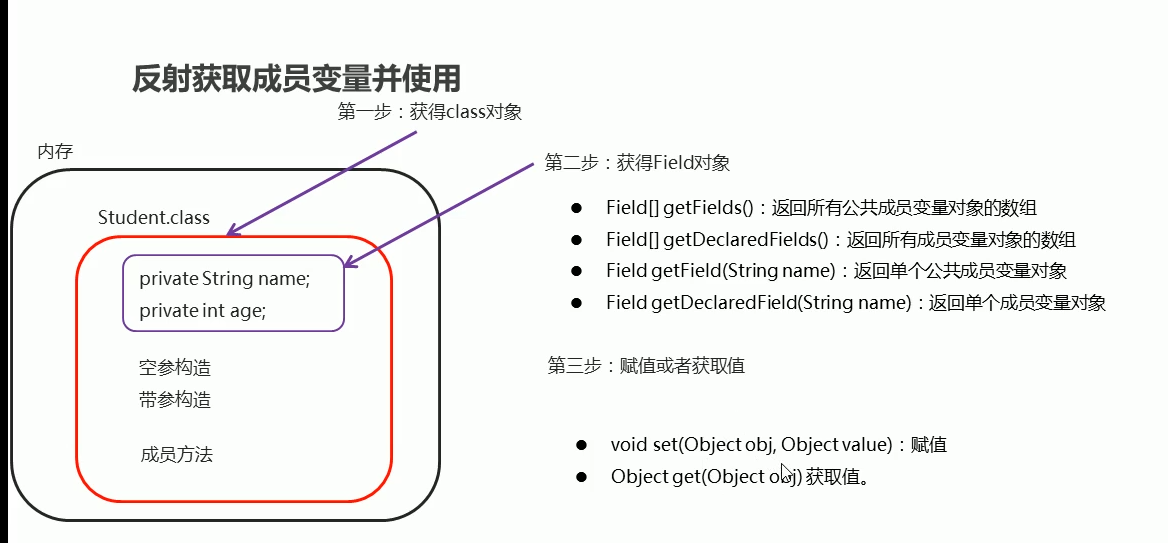 反射获取成员变量并使用
第一步：获得class对象
内存
Student.class
private String name;
private int age;
空参构造
带参构造
成员方法
第二步：获得Field对象
● Field[] getFields()：返回所有公共成员变量对象的数组
● Field[] getDeclaredFields()：返回所有成员变量对象的数组
● Field getField(String name)：返回单个公共成员变量对象
● Field getDeclaredField(String name)：返回单个成员变量对象
第三步：赋值或者获取值
● void set(Object obj, Object value)：赋值
● Object get(Object obj) 获取值。